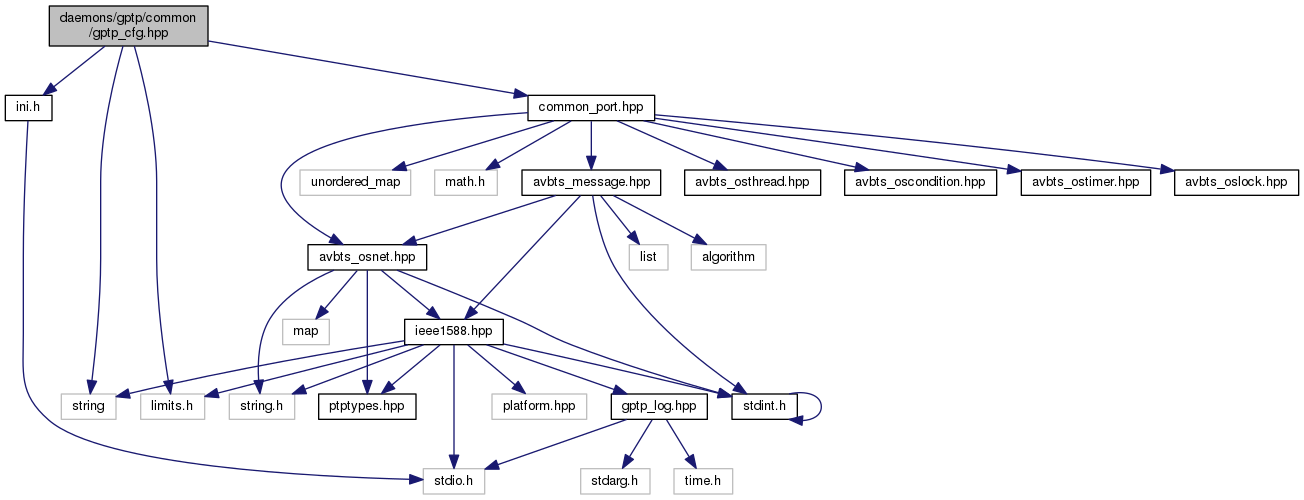 daemons/gptp/common
/gptp_cfg.hpp
ini.h
common_port.hpp
unordered_map
math.h
avbts_message.hpp
avbts_osthread.hpp
avbts_oscondition.hpp
avbts_ostimer.hpp
avbts_oslock.hpp
avbts_osnet.hpp
list
algorithm
map
ieee1588.hpp
string
limits.h
string.h
ptptypes.hpp
platform.hpp
gptp_log.hpp
stdint.h
stdio.h
stdarg.h
time.h